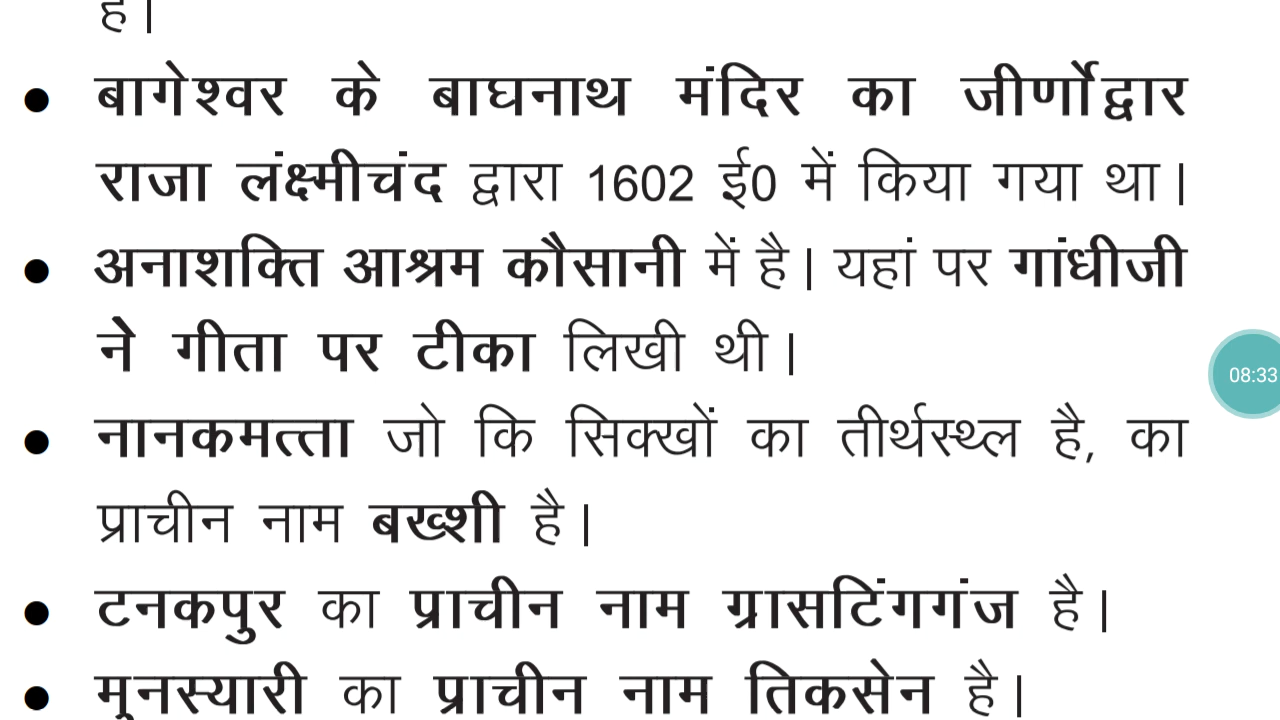 है।
● बागेश्वर के बाघनाथ मंदिर का जीर्णोद्वार
राजा लंक्ष्मीचंद द्वारा 1602 ई0 में किया गया था।
● अनाशक्ति आश्रम कौसानी में है। यहां पर गांधीजी
ने गीता पर टीका लिखी थी।
● नानकमत्ता जो कि सिक्खों का तीर्थस्थ्ल है, का
प्राचीन नाम बख्शी है।
● टनकपुर का प्राचीन नाम ग्रासटिंगगंज है।
● मुनस्यारी का प्राचीन नाम तिकसेन है।
08:33